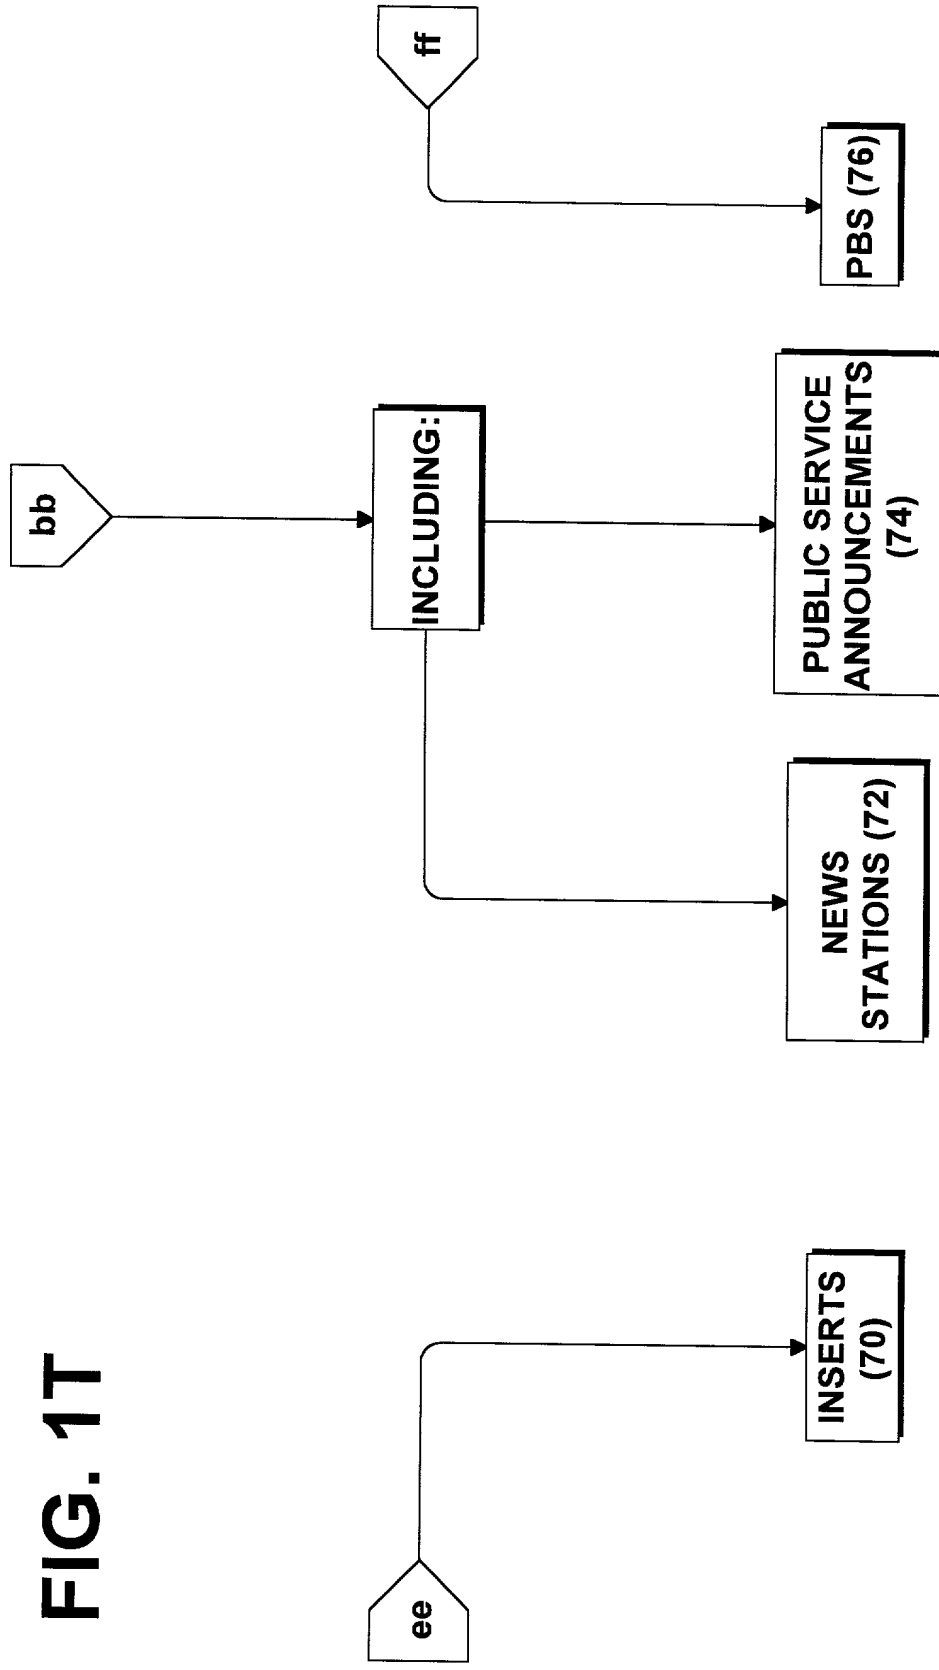 FIG. 1T
bb
ee
INCLUDING:
ff
INSERTS
(70)
NEWS
STATIONS (72)
PUBLIC SERVICE
ANNOUNCEMENTS
(74)
PBS (76)